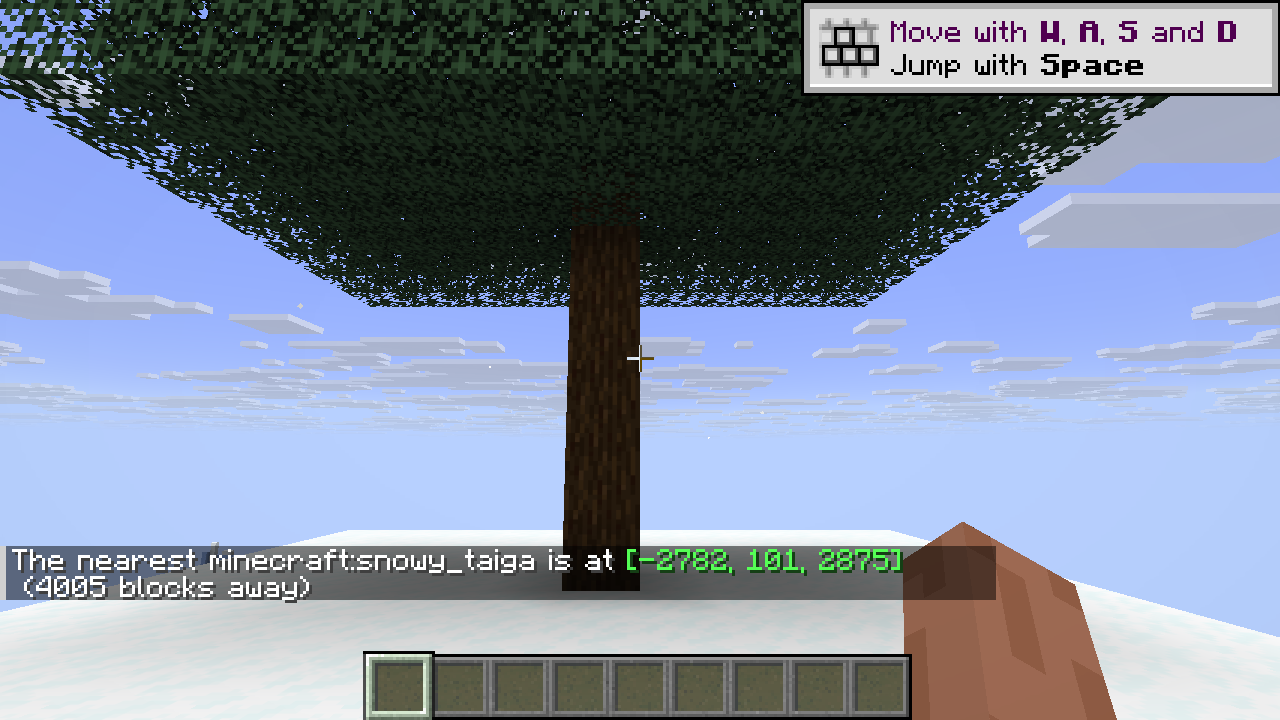 Move with W, A, S and D
Jump with Space
The nearest minecraft:snowy_taiga is at [-2782, 101, 2875]
(4005 blocks away)